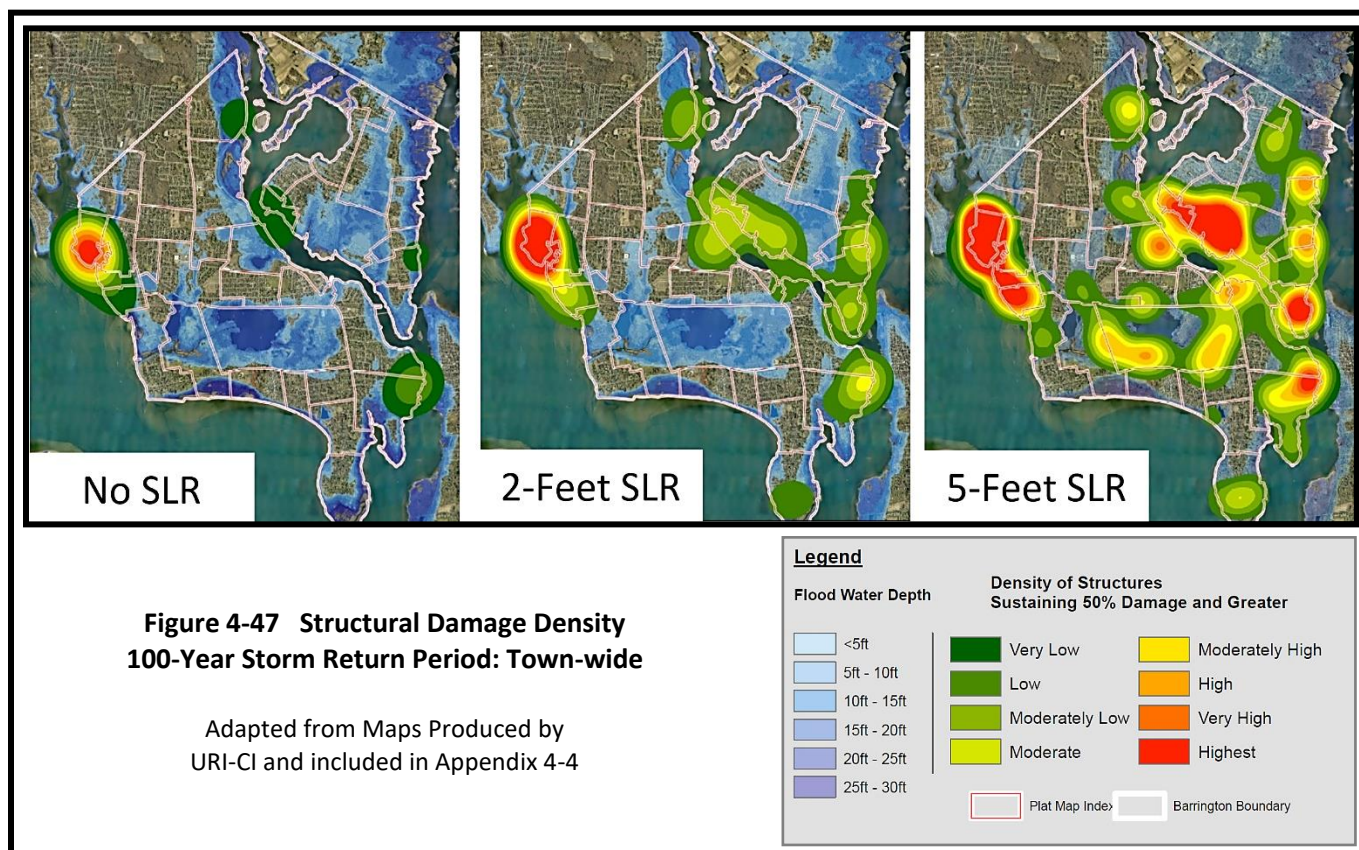 No SLR
2-Feet SLR
5-Feet SLR
Figure 4-47 Structural Damage Density
100-Year Storm Return Period: Town-wide
Adapted from Maps Produced by
URI-CI and included in Appendix 4-4
Legend
Flood Water Depth
<5ft
5ft - 10ft
10ft - 15ft
15ft - 20ft
20ft - 25ft
25ft - 30ft
Density of Structures
Sustaining 50% Damage and Greater
Very Low
Low
Moderately Low
Moderate
Moderately High
High
Very High
Highest
Plat Map Index
Barrington Boundary